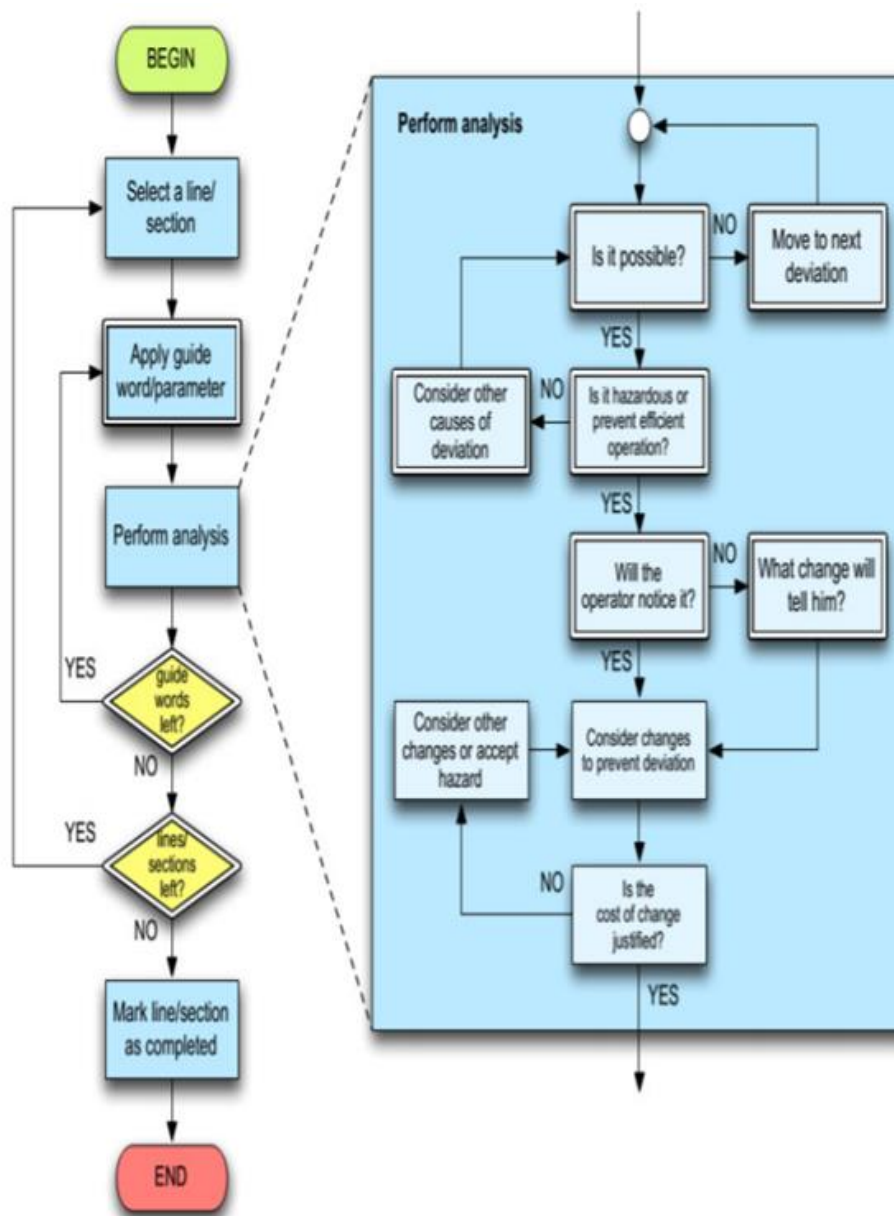 BEGIN
Select a line/
section
Apply guide
word/parameter
Perform analysis
YES
guide
words
left?
NO
YES
lines/
sections
left?
NO
Mark line/section
as completed
END
Perform analysis
Is it possible?
NO
Move to next
deviation
YES
Consider other
causes of
deviation
NO
Is it hazardous or
prevent efficient
operation?
YES
Will the
operator notice it?
NO
What change will
tell him?
YES
Consider other
changes or accept
hazard
Consider changes
to prevent deviation
NO
Is the
cost of change
justified?
YES